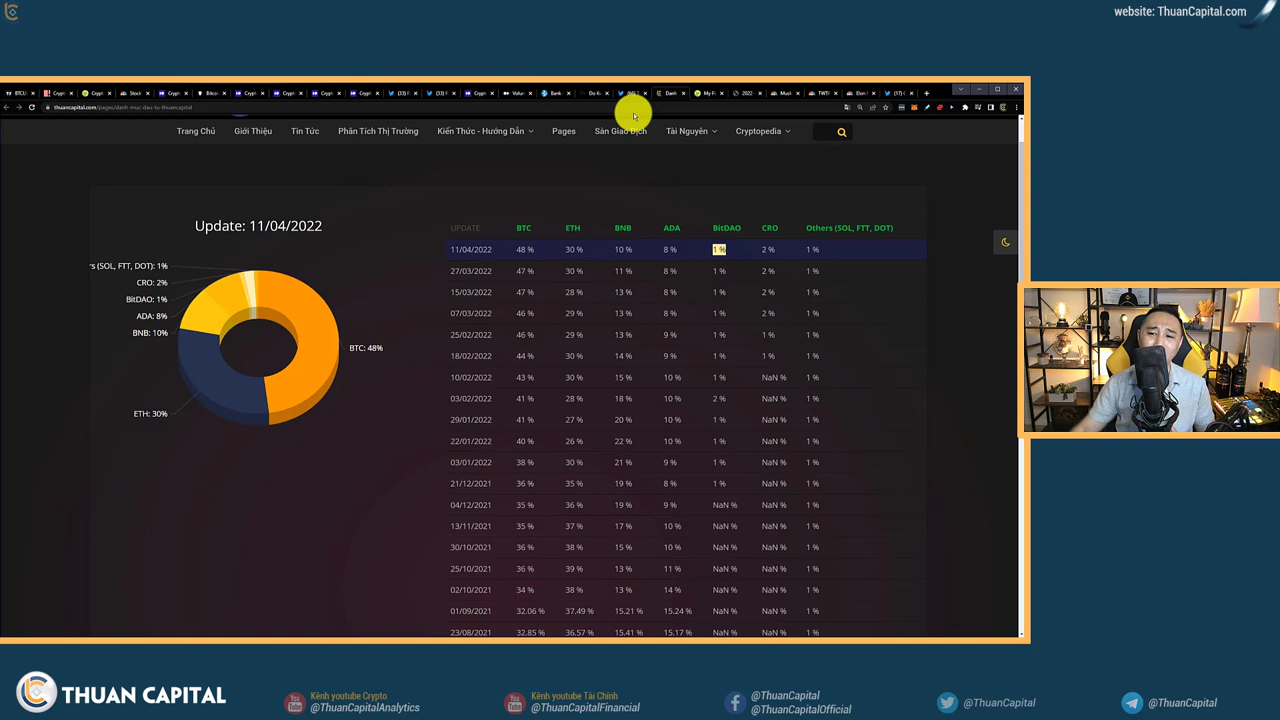 website: ThuanCapital.com
thuancapital.com/pages/danh-muc-dau-tu-thuancapital
Trang Chủ Giới Thiệu Tin Tức Phân Tích Thị Trường Kiến Thức - Hướng Dẫn Pages Sàn Giao Dịch Tài Nguyên Cryptopedia
Update: 11/04/2022
rs (SOL, FTT, DOT): 1%
CRO: 2%
BitDAO: 1%
ADA: 8%
BNB: 10%
BTC: 48%
ETH: 30%
UPDATE BTC ETH BNB ADA BitDAO CRO Others (SOL, FTT, DOT)
11/04/2022 48 % 30 % 10 % 8 % 1 % 2 % 1 %
27/03/2022 47 % 30 % 11 % 8 % 1 % 2 % 1 %
15/03/2022 47 % 28 % 13 % 8 % 1 % 2 % 1 %
07/03/2022 46 % 29 % 13 % 8 % 1 % 2 % 1 %
25/02/2022 46 % 29 % 13 % 9 % 1 % 1 % 1 %
18/02/2022 44 % 30 % 14 % 9 % 1 % 1 % 1 %
10/02/2022 43 % 30 % 15 % 10 % 1 % NaN % 1 %
03/02/2022 41 % 28 % 18 % 10 % 2 % NaN % 1 %
29/01/2022 41 % 27 % 20 % 10 % 1 % NaN % 1 %
22/01/2022 40 % 26 % 22 % 10 % 1 % NaN % 1 %
03/01/2022 38 % 30 % 21 % 9 % 1 % NaN % 1 %
21/12/2021 36 % 35 % 19 % 8 % 1 % NaN % 1 %
04/12/2021 35 % 36 % 19 % 9 % NaN % NaN % 1 %
13/11/2021 35 % 37 % 17 % 10 % NaN % NaN % 1 %
30/10/2021 36 % 38 % 15 % 10 % NaN % NaN % 1 %
25/10/2021 36 % 39 % 13 % 11 % NaN % NaN % 1 %
02/10/2021 34 % 38 % 13 % 14 % NaN % NaN % 1 %
01/09/2021 32.06 % 37.49 % 15.21 % 15.24 % NaN % NaN % 1 %
23/08/2021 32.85 % 36.57 % 15.41 % 15.17 % NaN % NaN % 1 %
THUAN CAPITAL
Kênh youtube Crypto
@ThuanCapitalAnalytics
Kênh youtube Tài Chính
@ThuanCapitalFinancial
@ThuanCapital
@ThuanCapitalOfficial
@ThuanCapital
@ThuanCapital